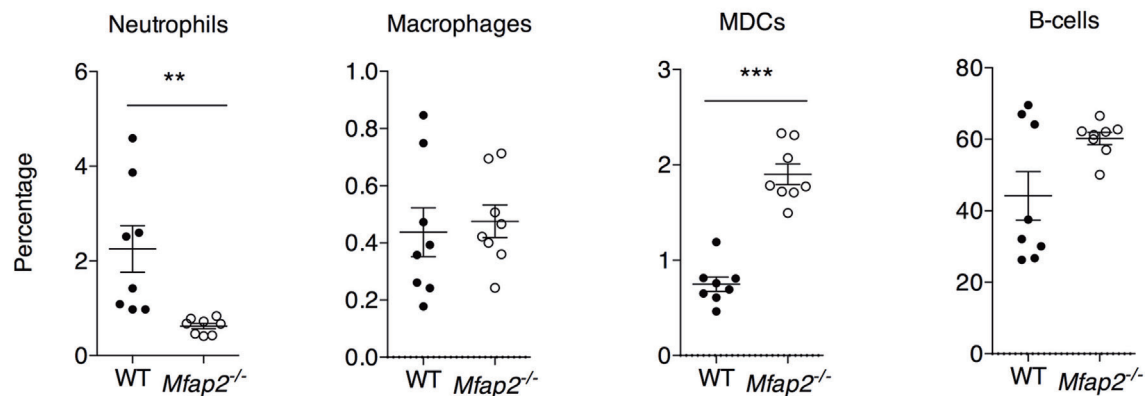 Neutrophils
Macrophages
MDCs
B-cells
Percentage
6
4
2
0
**
WT
Mfap2-/-
1.0
0.8
0.6
0.4
0.2
0.0
WT
Mfap2-/-
3
2
1
0
***
WT
Mfap2-/-
80
60
40
20
0
WT
Mfap2-/-